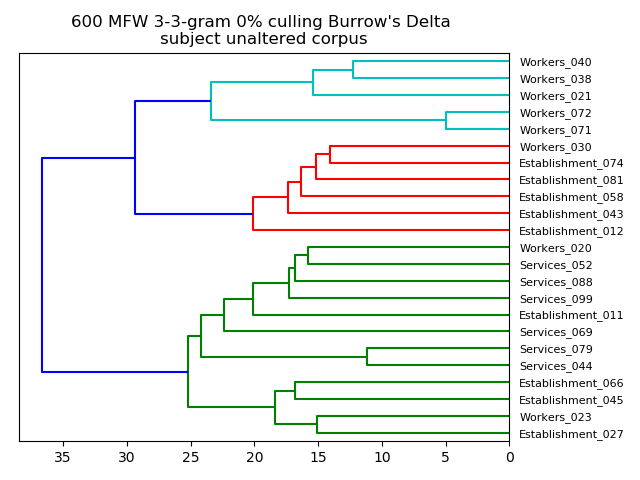 600 MFW 3-3-gram 0% culling Burrow's Delta
subject unaltered corpus
Workers_040
Workers_038
Workers_021
Workers_072
Workers_071
Workers_030
Establishment_074
Establishment_081
Establishment_058
Establishment_043
Establishment_012
Workers_020
Services_052
Services_088
Services_099
Establishment_011
Services_069
Services_079
Services_044
Establishment_066
Establishment_045
Workers_023
Establishment_027
35 30 25 20 15 10 5 0